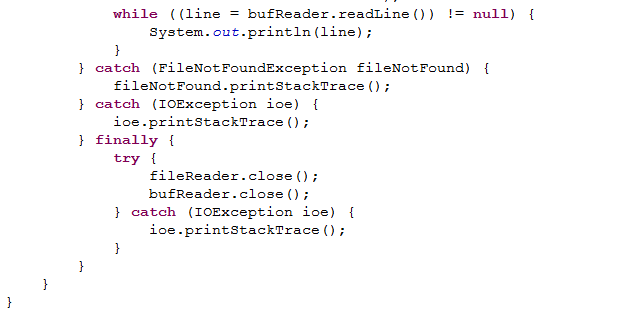 while ((line = bufReader.readLine()) != null) {
System.out.println(line);
}
} catch (FileNotFoundException fileNotFound) {
fileNotFound.printStackTrace();
} catch (IOException ioe) {
ioe.printStackTrace();
} finally {
try {
fileReader.close();
bufReader.close();
} catch (IOException ioe) {
ioe.printStackTrace();
}
}
}
}